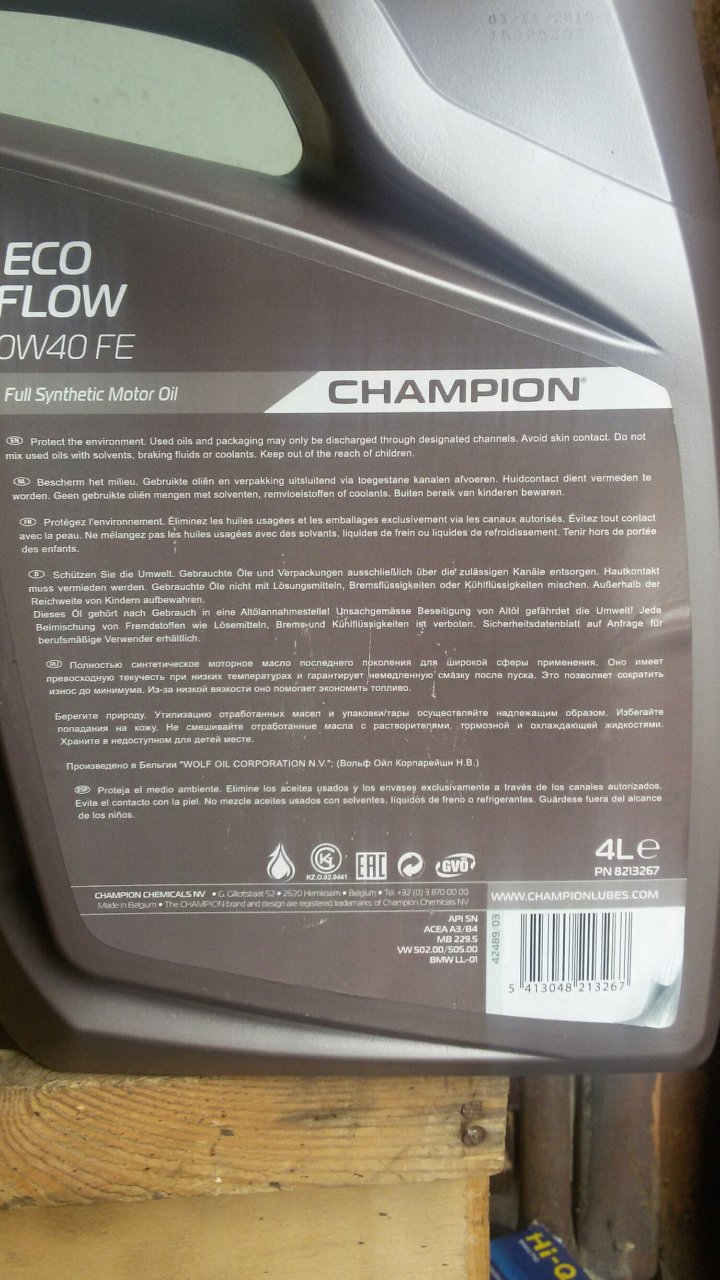 03/11/2015
ECO
FLOW
0W40 FE
Full Synthetic Motor Oil
CHAMPION®
EN Protect the environment. Used oils and packaging may only be discharged through designated channels. Avoid skin contact. Do not
mix used oils with solvents, braking fluids or coolants. Keep out of the reach of children.
NL Bescherm het milieu. Gebruikte oliën en verpakking uitsluitend via toegestane kanalen afvoeren. Huidcontact dient vermeden te
worden. Geen gebruikte oliën mengen met solventen, remvloeistoffen of coolants. Buiten bereik van kinderen bewaren.
FR Protégez l'environnement. Éliminez les huiles usagées et les emballages exclusivement via les canaux autorisés. Évitez tout contact
avec la peau. Ne mélangez pas les huiles usagées avec des solvants, liquides de frein ou liquides de refroidissement. Tenir hors de portée
des enfants.
D Schützen Sie die Umwelt. Gebrauchte Öle und Verpackungen ausschließlich über die zulässigen Kanäle entsorgen. Hautkontakt
muss vermieden werden. Gebrauchte Öle nicht mit Lösungsmitteln, Bremsflüssigkeiten oder Kühlflüssigkeiten mischen. Außerhalb der
Reichweite von Kindern aufbewahren.
Dieses Öl gehört nach Gebrauch in eine Altölannahmestelle! Unsachgemässe Beseitigung von Altöl gefährdet die Umwelt! Jede
Beimischung von Fremdstoffen wie Lösemitteln, Brems-und Kühlflüssigkeiten ist verboten. Sicherheitsdatenblatt auf Anfrage für
berufsmäßige Verwender erhältlich.
RU Полностью синтетическое моторное масло последнего поколения для широкой сферы применения. Оно имеет
превосходную текучесть при низких температурах и гарантирует немедленную смазку после пуска. Это позволяет сократить
износ до минимума. Из-за низкой вязкости оно помогает экономить топливо.
Берегите природу. Утилизацию отработанных масел и упаковки/тары осуществляйте надлежащим образом. Избегайте
попадания на кожу. Не смешивайте отработанные масла с растворителями, тормозной и охлаждающей жидкостями.
Храните в недоступном для детей месте.
Произведено в Бельгии "WOLF OIL CORPORATION N.V."; (Вольф Ойл Корпарейшн Н.В.)
ESP Proteja el medio ambiente. Elimine los aceites usados y los envases exclusivamente a través de los canales autorizados.
Evite el contacto con la piel. No mezcle aceites usados con solventes, líquidos de freno o refrigerantes. Guárdese fuera del alcance
de los niños.
KZ.O.02.0441
EAC
GVÖ
4L e
PN 8213267
CHAMPION CHEMICALS NV • G. Gillotstraat 52 • 2620 Hemiksem • Belgium • Tel. +32 (0) 3 870 00 00
Made in Belgium • The CHAMPION brand and design are registered trademarks of Champion Chemicals NV
WWW.CHAMPIONLUBES.COM
API SN
ACEA A3/B4
MB 229.5
VW 502.00/505.00
BMW LL-01
42489/03
5 413048 213267
Hi-Q